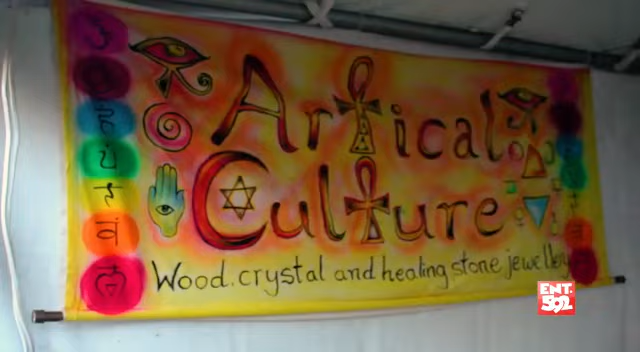 Artical
Culture
Wood. crystal and healing stone jewellery
ENT.
592